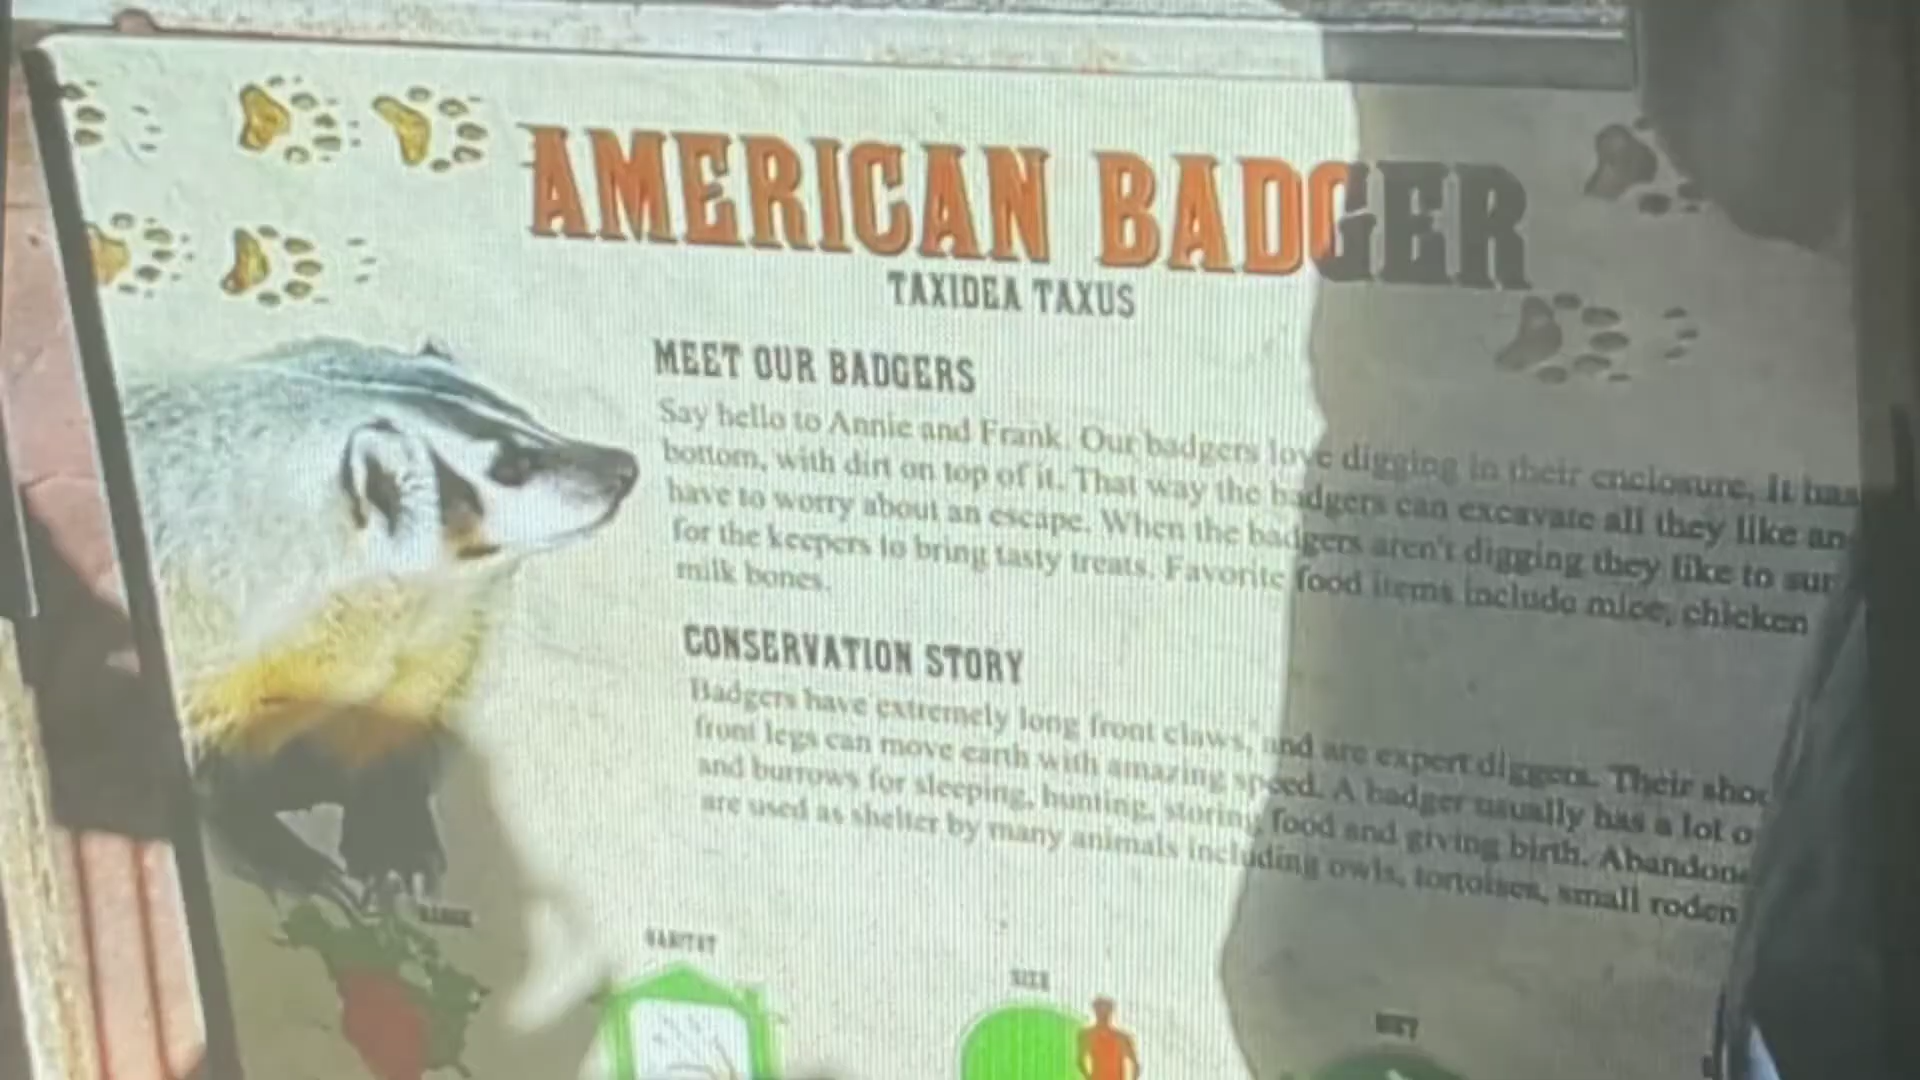 AMERICAN BADGER
TAXIDEA TAXUS
MEET OUR BADGERS
Say hello to Annie and Frank. Our badgers love digging in their enclosure. It has
bottom, with dirt on top of it. That way the badgers can excavate all they like an
have to worry about an escape. When the badgers aren't digging they like to sur
for the keepers to bring tasty treats. Favorite food items include mice, chicken
milk bones.
CONSERVATION STORY
Badgers have extremely long front claws, and are expert diggers. Their shor
front legs can move earth with amazing speed. A badger usually has a lot o
and burrows for sleeping, hunting, storing food and giving birth. Abandone
are used as shelter by many animals including owls, tortoises, small roden
RANGE
HABITAT
SIZE
DIET